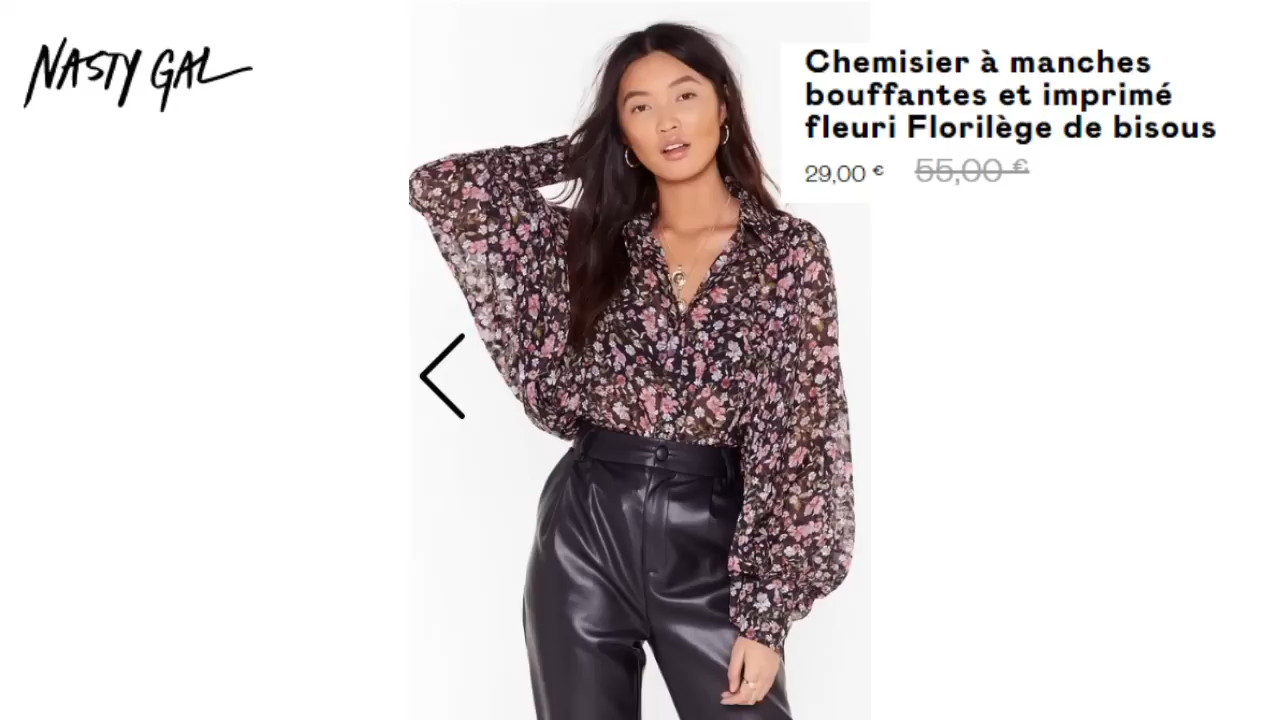 NASTY GAL
Chemisier à manches
bouffantes et imprimé
fleuri Florilège de bisous
29,00 € 55,00 €